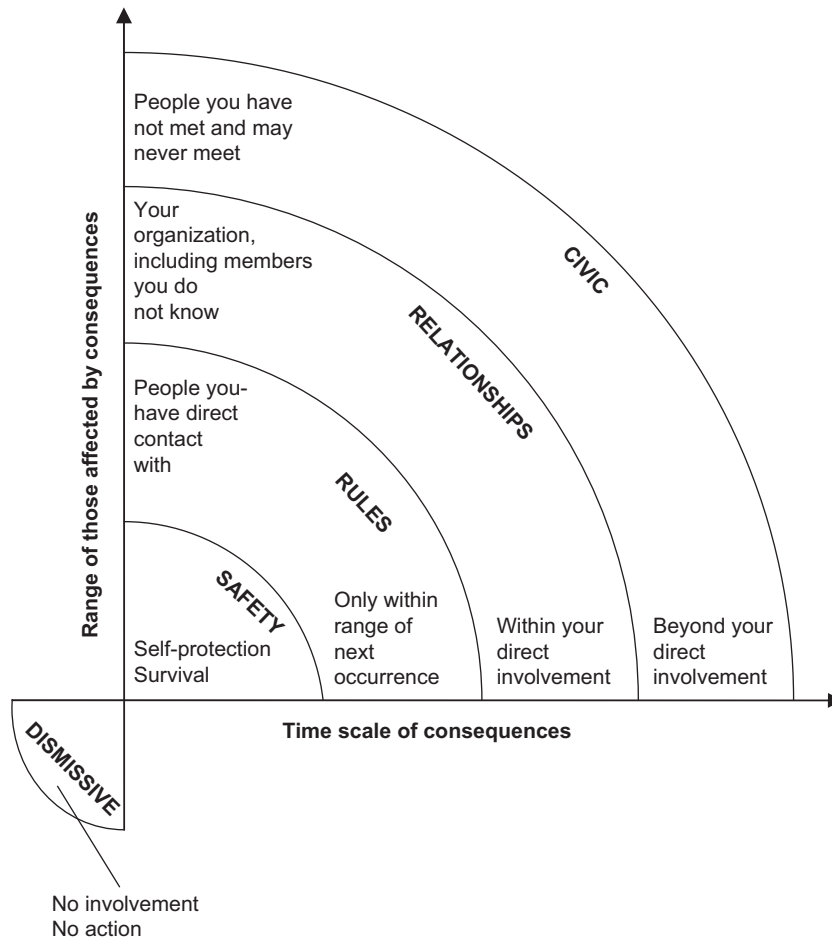 People you have
not met and may
never meet
Your
organization,
including members
you do
not know
People you-
have direct
contact
with
Self-protection
Survival
Only within
range of
next
occurrence
Within your
direct
involvement
Beyond your
direct
involvement
CIVIC
RELATIONSHIPS
RULES
SAFETY
DISMISSIVE
Range of those affected by consequences
Time scale of consequences
No involvement
No action